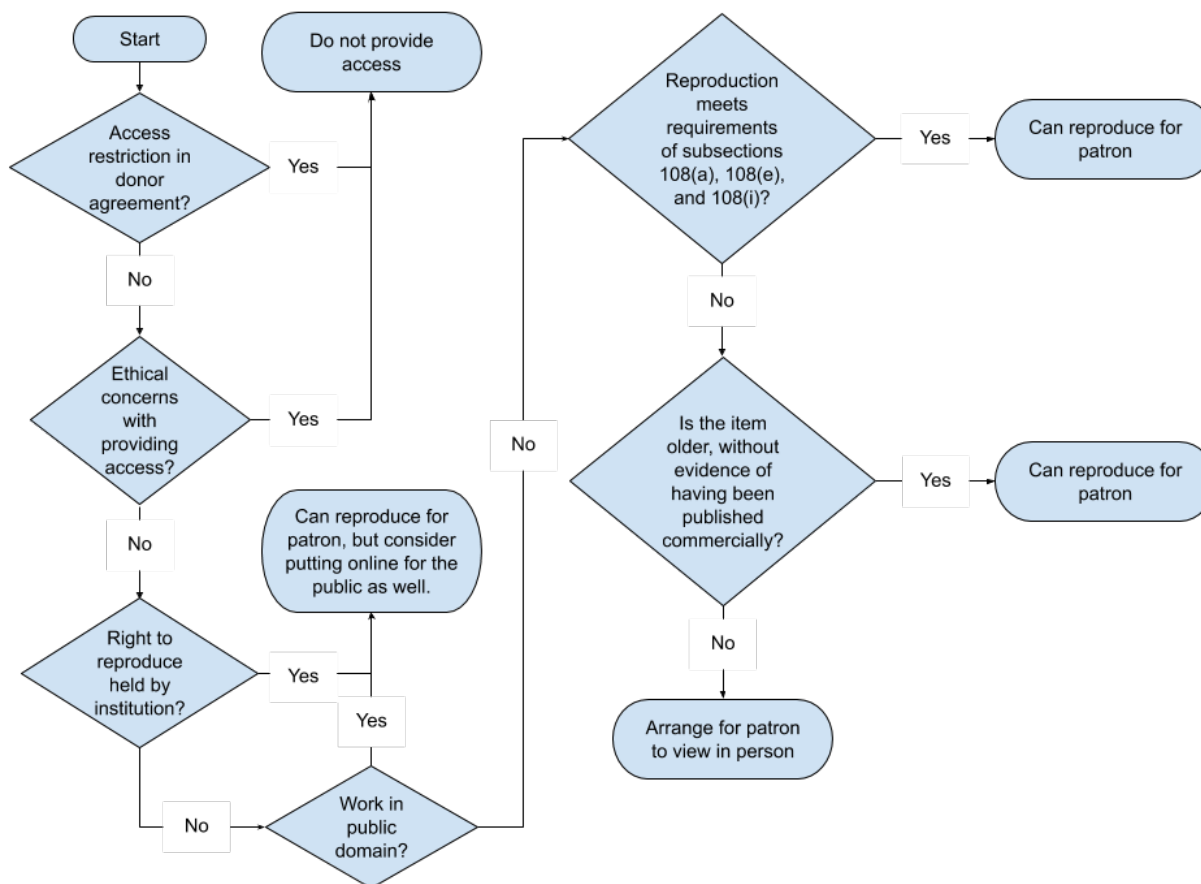 Start
Do not provide
access
Access
restriction in
donor
agreement?
Yes
No
Ethical
concerns
with
providing
access?
Yes
No
Can reproduce for
patron, but consider
putting online for the
public as well.
Right to
reproduce
held by
institution?
Yes
Yes
No
Work in
public
domain?
No
Reproduction
meets
requirements
of subsections
108(a), 108(e),
and 108(i)?
Yes
Can reproduce for
patron
No
Is the item
older, without
evidence of
having been
published
commercially?
Yes
Can reproduce for
patron
No
Arrange for patron
to view in person